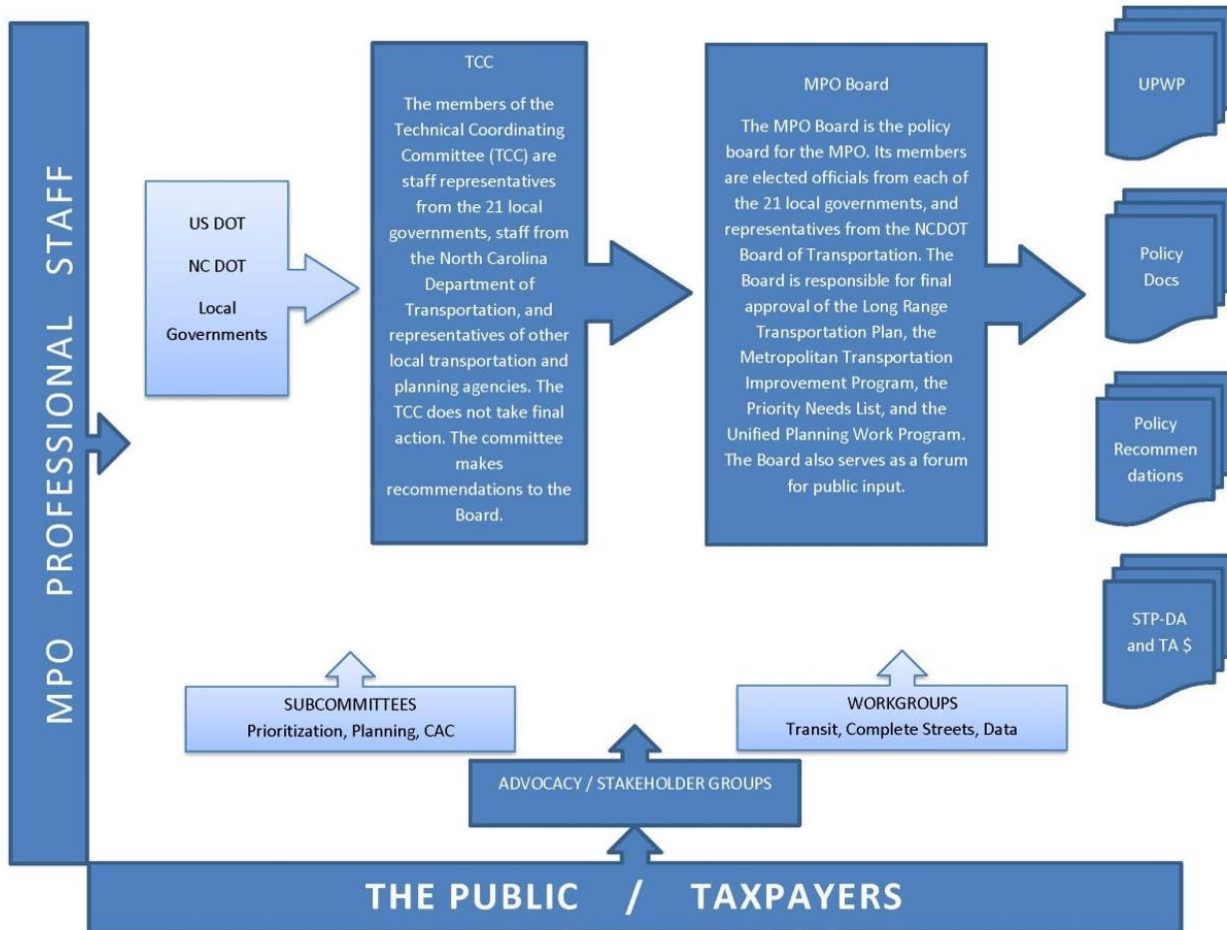 MPO PROFESSIONAL STAFF
US DOT
NC DOT
Local
Governments
TCC
The members of the
Technical Coordinating
Committee (TCC) are
staff representatives
from the 21 local
governments, staff from
the North Carolina
Department of
Transportation, and
representatives of other
local transportation and
planning agencies. The
TCC does not take final
action. The committee
makes
recommendations to the
Board.
MPO Board
The MPO Board is the policy
board for the MPO. Its members
are elected officials from each of
the 21 local governments, and
representatives from the NCDOT
Board of Transportation. The
Board is responsible for final
approval of the Long Range
Transportation Plan, the
Metropolitan Transportation
Improvement Program, the
Priority Needs List, and the
Unified Planning Work Program.
The Board also serves as a forum
for public input.
UPWP
Policy
Docs
Policy
Recommen
dations
STP-DA
and TA $
SUBCOMMITTEES
Prioritization, Planning, CAC
WORKGROUPS
Transit, Complete Streets, Data
ADVOCACY / STAKEHOLDER GROUPS
THE PUBLIC / TAXPAYERS